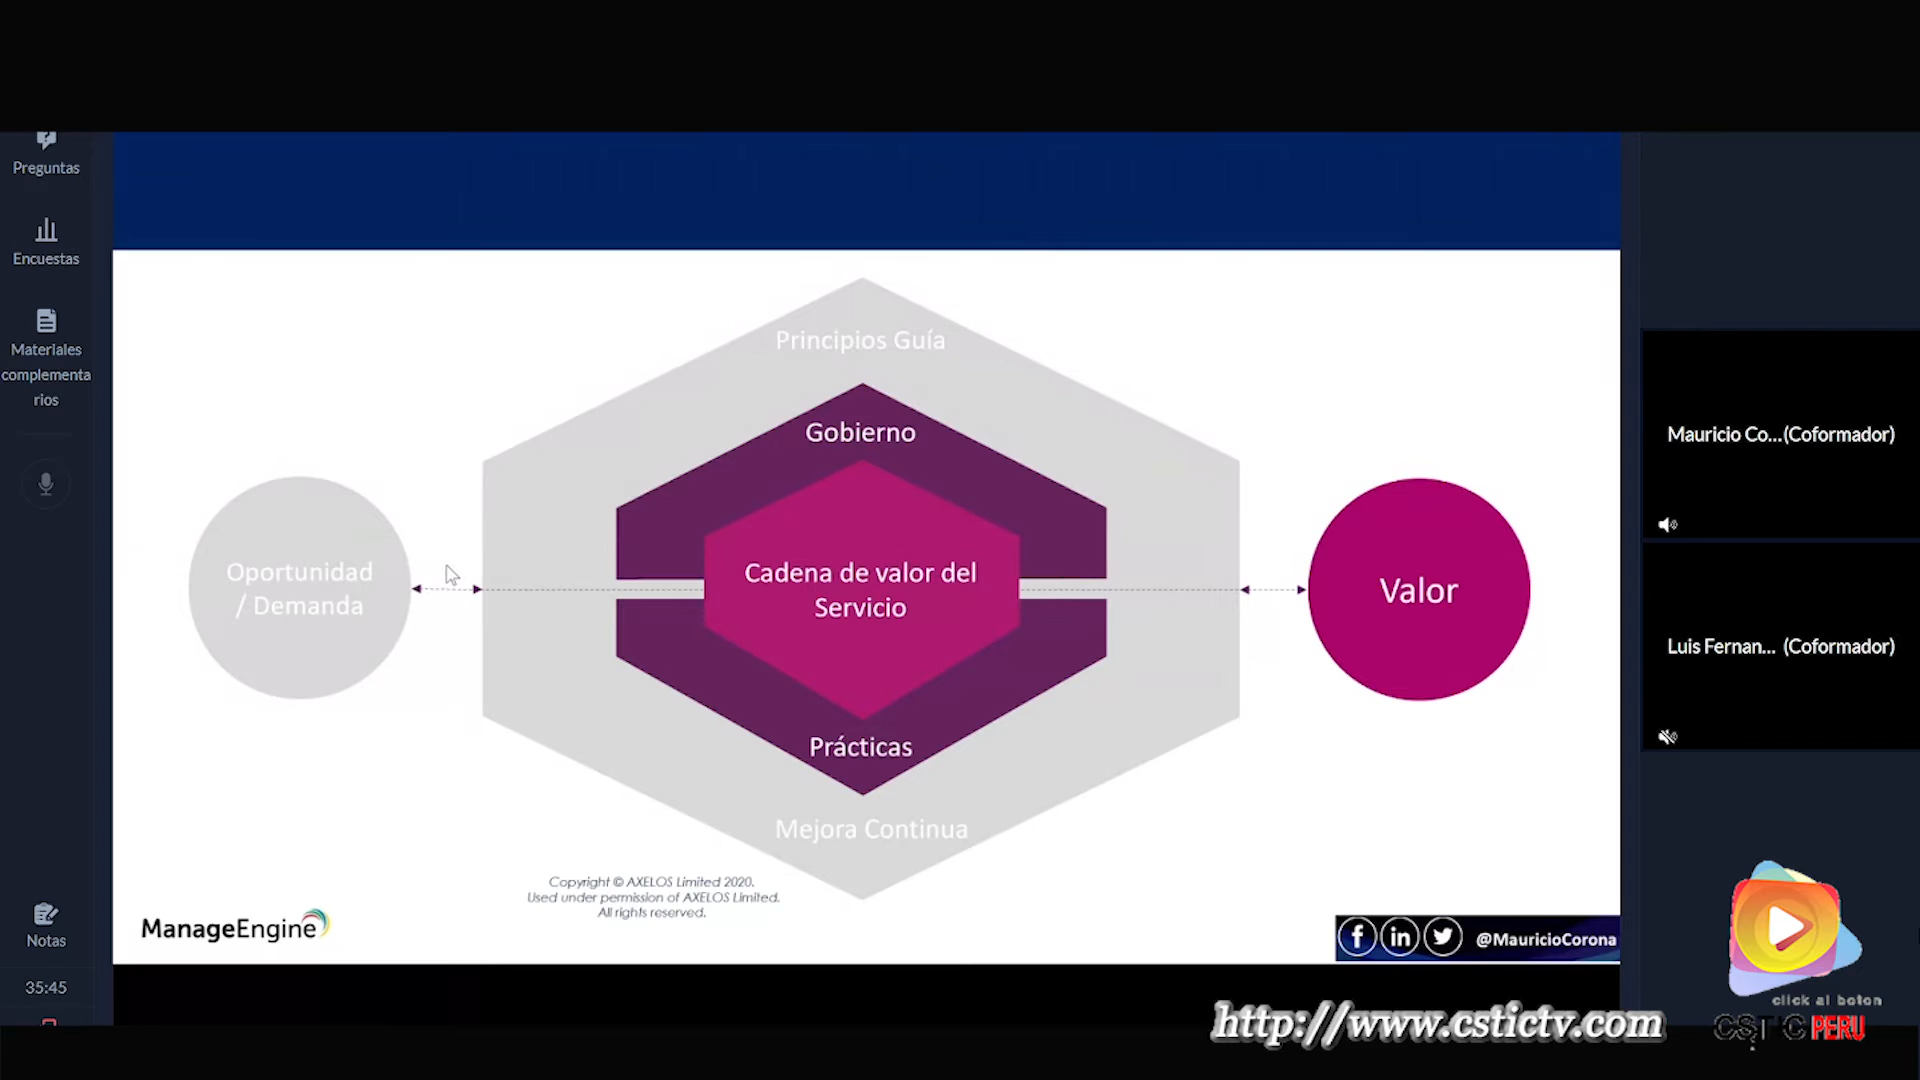 Preguntas
Encuestas
Materiales
complementa
rios
Notas
35:45
Principios Guía
Gobierno
Cadena de valor del
Servicio
Prácticas
Mejora Continua
Oportunidad
/ Demanda
Valor
Copyright © AXELOS Limited 2020.
Used under permission of AXELOS Limited.
All rights reserved.
ManageEngine
@MauricioCorona
Mauricio Co...(Coformador)
Luis Fernan... (Coformador)
click al boton
CSTIC PERU
http://www.cstictv.com